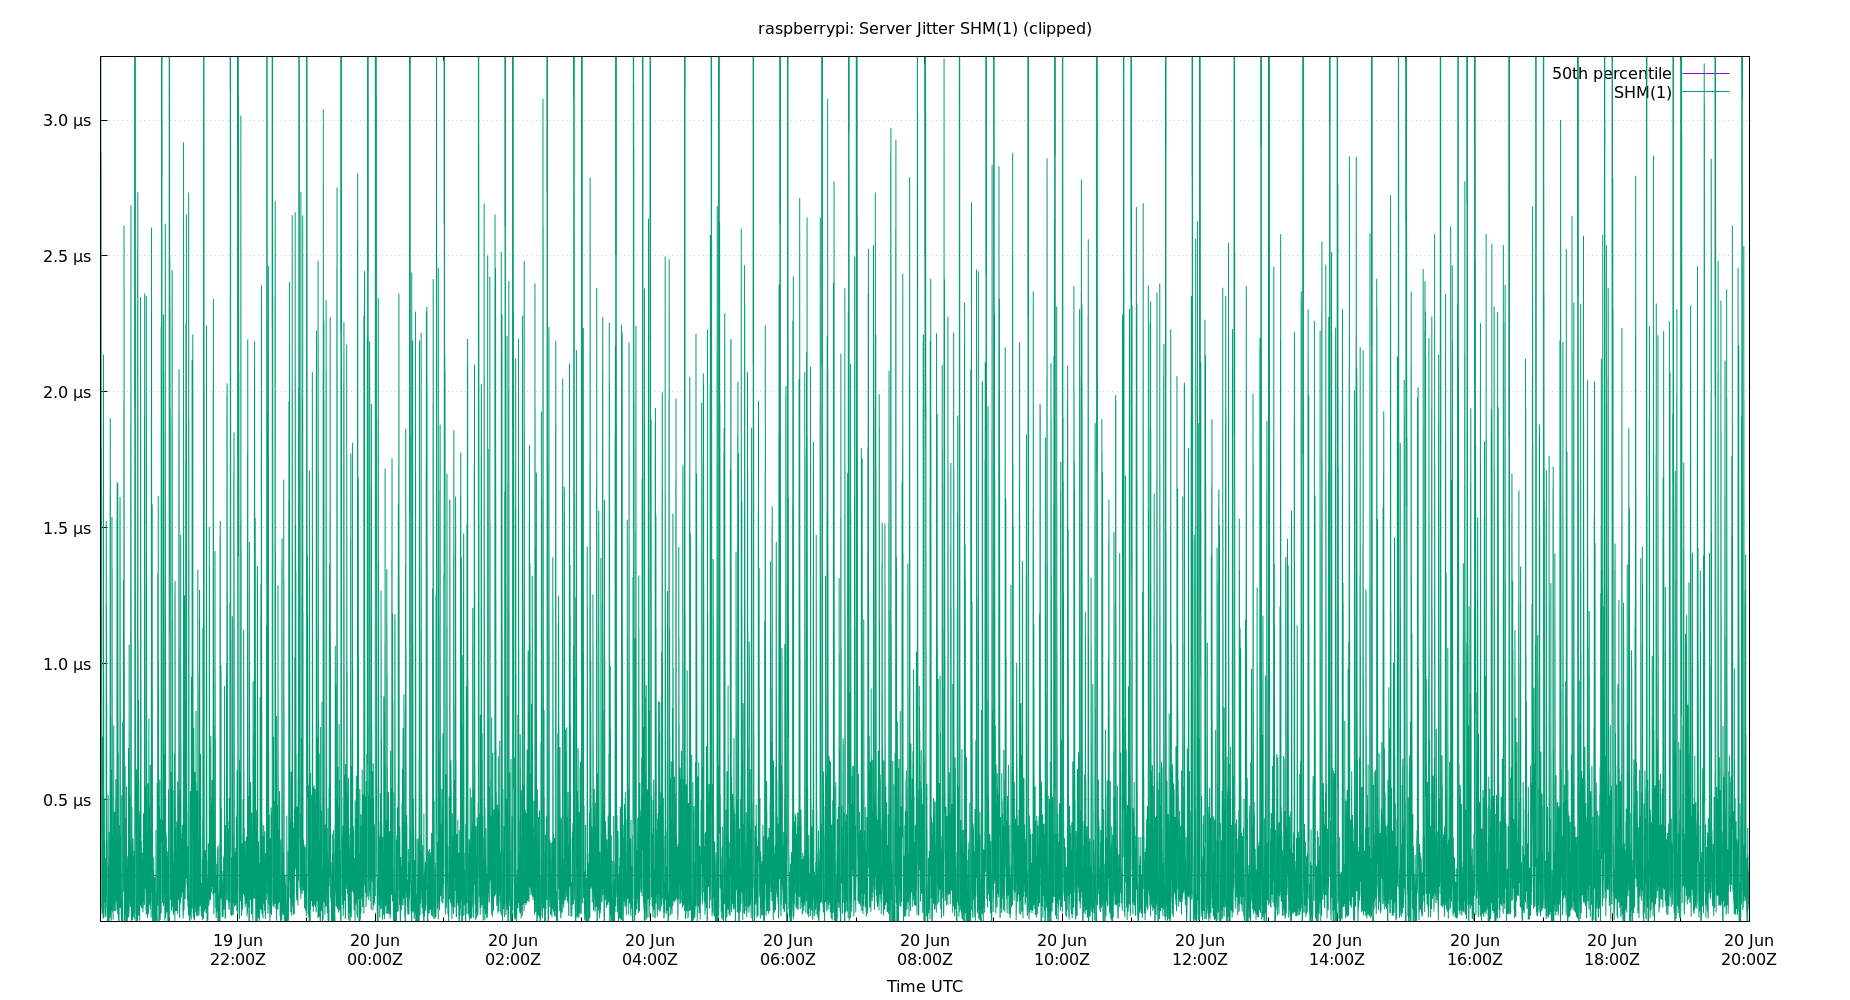 raspberrypi: Server Jitter SHM(1) (clipped)
50th percentile
SHM(1)
3.0 µs
2.5 µs
2.0 µs
1.5 µs
1.0 µs
0.5 µs
19 Jun 20 Jun 20 Jun 20 Jun 20 Jun 20 Jun 20 Jun 20 Jun 20 Jun 20 Jun 20 Jun 20 Jun
22:00Z 00:00Z 02:00Z 04:00Z 06:00Z 08:00Z 10:00Z 12:00Z 14:00Z 16:00Z 18:00Z 20:00Z
Time UTC